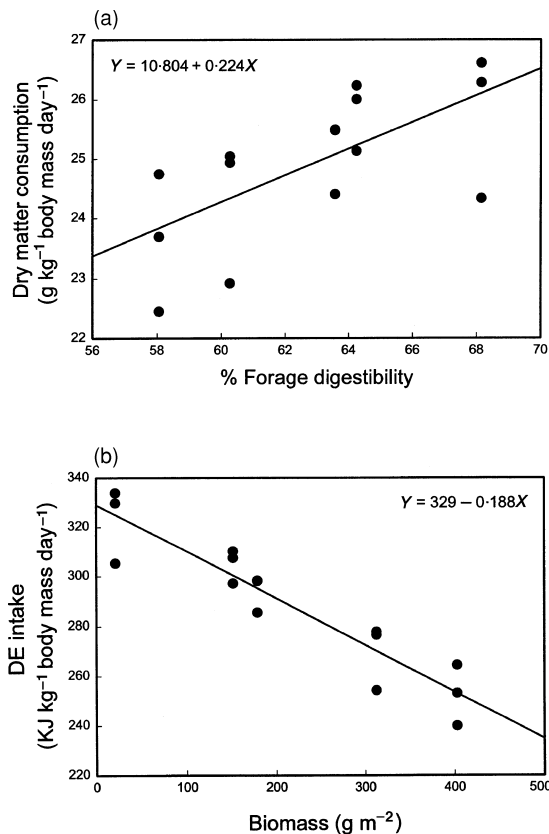 (a)
Y = 10·804 + 0·224X
27
26
25
24
23
22
56
58
60
62
64
66
68
70
Dry matter consumption
(g kg⁻¹ body mass day⁻¹)
% Forage digestibility
(b)
Y = 329 – 0·188X
340
320
300
280
260
240
220
0
100
200
300
400
500
DE intake
(KJ kg⁻¹ body mass day⁻¹)
Biomass (g m⁻²)